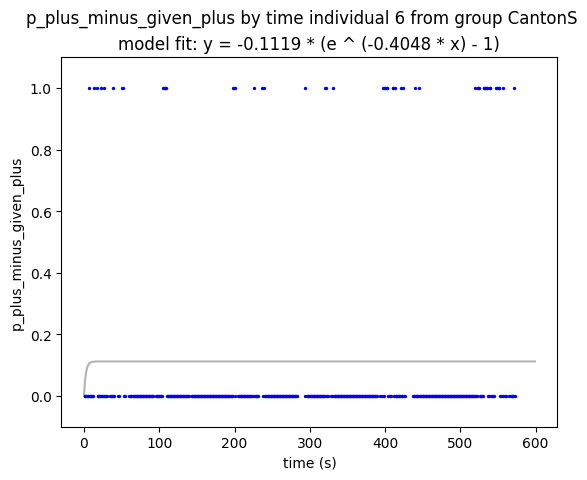 p_plus_minus_given_plus by time individual 6 from group CantonS
model fit: y = -0.1119 * (e ^ (-0.4048 * x) - 1)
1.0
0.8
0.6
0.4
0.2
0.0
p_plus_minus_given_plus
0 100 200 300 400 500 600
time (s)